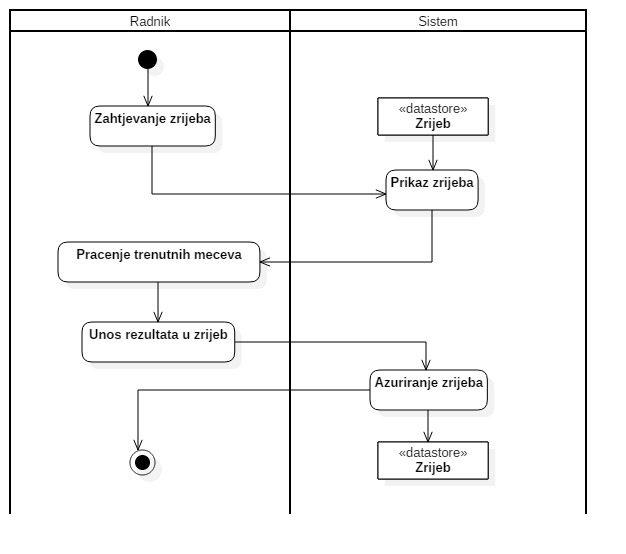 Radnik
Sistem
Zahtjevanje zrijeba
«datastore»
Zrijeb
Prikaz zrijeba
Pracenje trenutnih meceva
Unos rezultata u zrijeb
Azuriranje zrijeba
«datastore»
Zrijeb